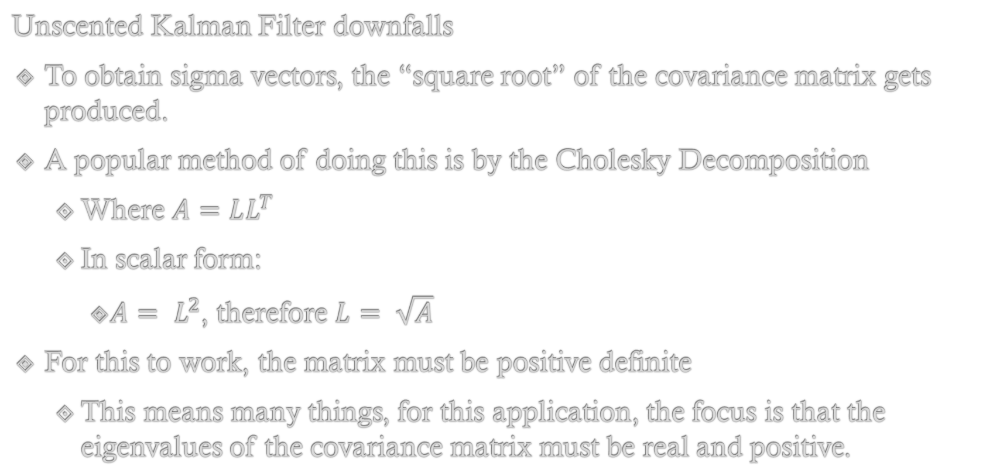 Unscented Kalman Filter downfalls
To obtain sigma vectors, the “square root” of the covariance matrix gets
produced.
A popular method of doing this is by the Cholesky Decomposition
Where A = LLᵀ
In scalar form:
A = L², therefore L = √A
For this to work, the matrix must be positive definite
This means many things, for this application, the focus is that the
eigenvalues of the covariance matrix must be real and positive.